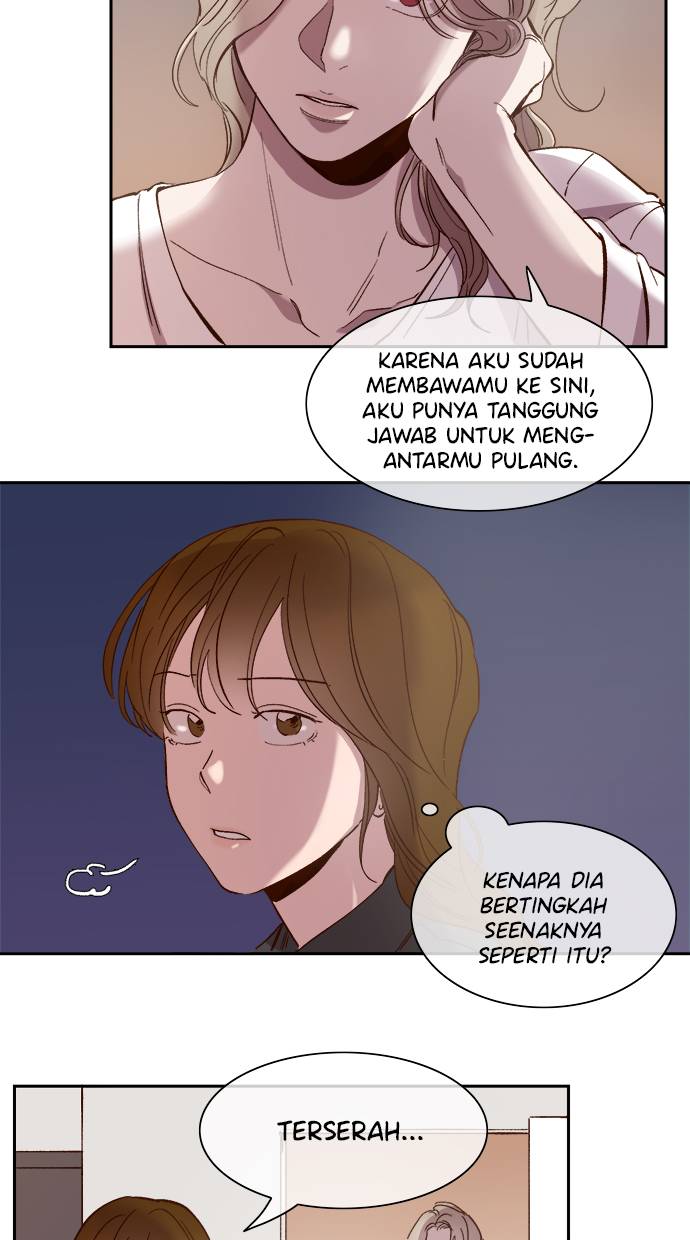 KARENA AKU SUDAH
MEMBAWAMU KE SINI,
AKU PUNYA TANGGUNG
JAWAB UNTUK MENG-
ANTARMU PULANG.
KENAPA DIA
BERTINGKAH
SEENAKNYA
SEPERTI ITU?
TERSERAH...